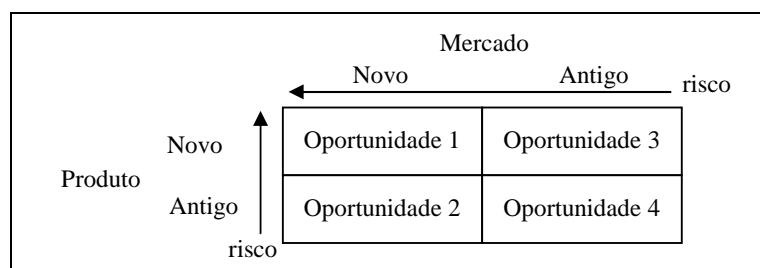 Mercado
Novo Antigo
risco
Novo Oportunidade 1 Oportunidade 3
Produto
Antigo Oportunidade 2 Oportunidade 4
risco